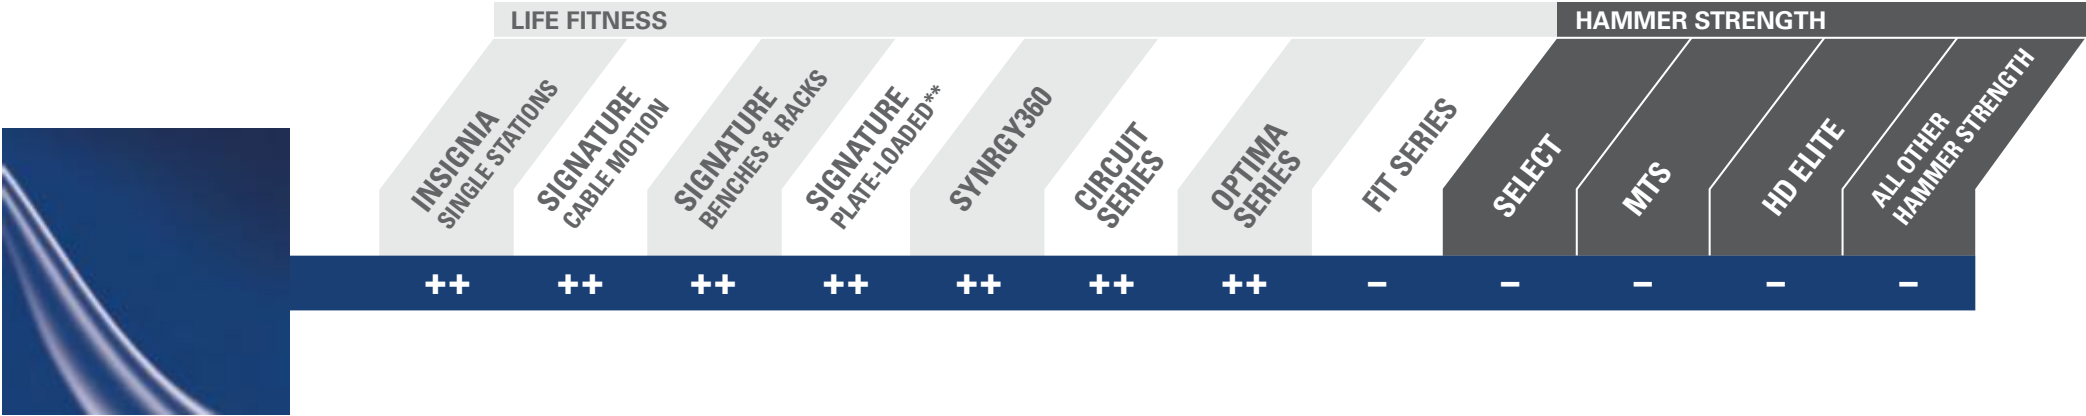 LIFE FITNESS
HAMMER STRENGTH
INSIGNIA
SINGLE STATIONS
SIGNATURE
CABLE MOTION
SIGNATURE
BENCHES & RACKS
SIGNATURE
PLATE-LOADED**
SYNRGY360
CIRCUIT
SERIES
OPTIMA
SERIES
FIT SERIES
SELECT
MTS
HD ELITE
ALL OTHER
HAMMER STRENGTH
++ ++ ++ ++ ++ ++ ++ – – – – –